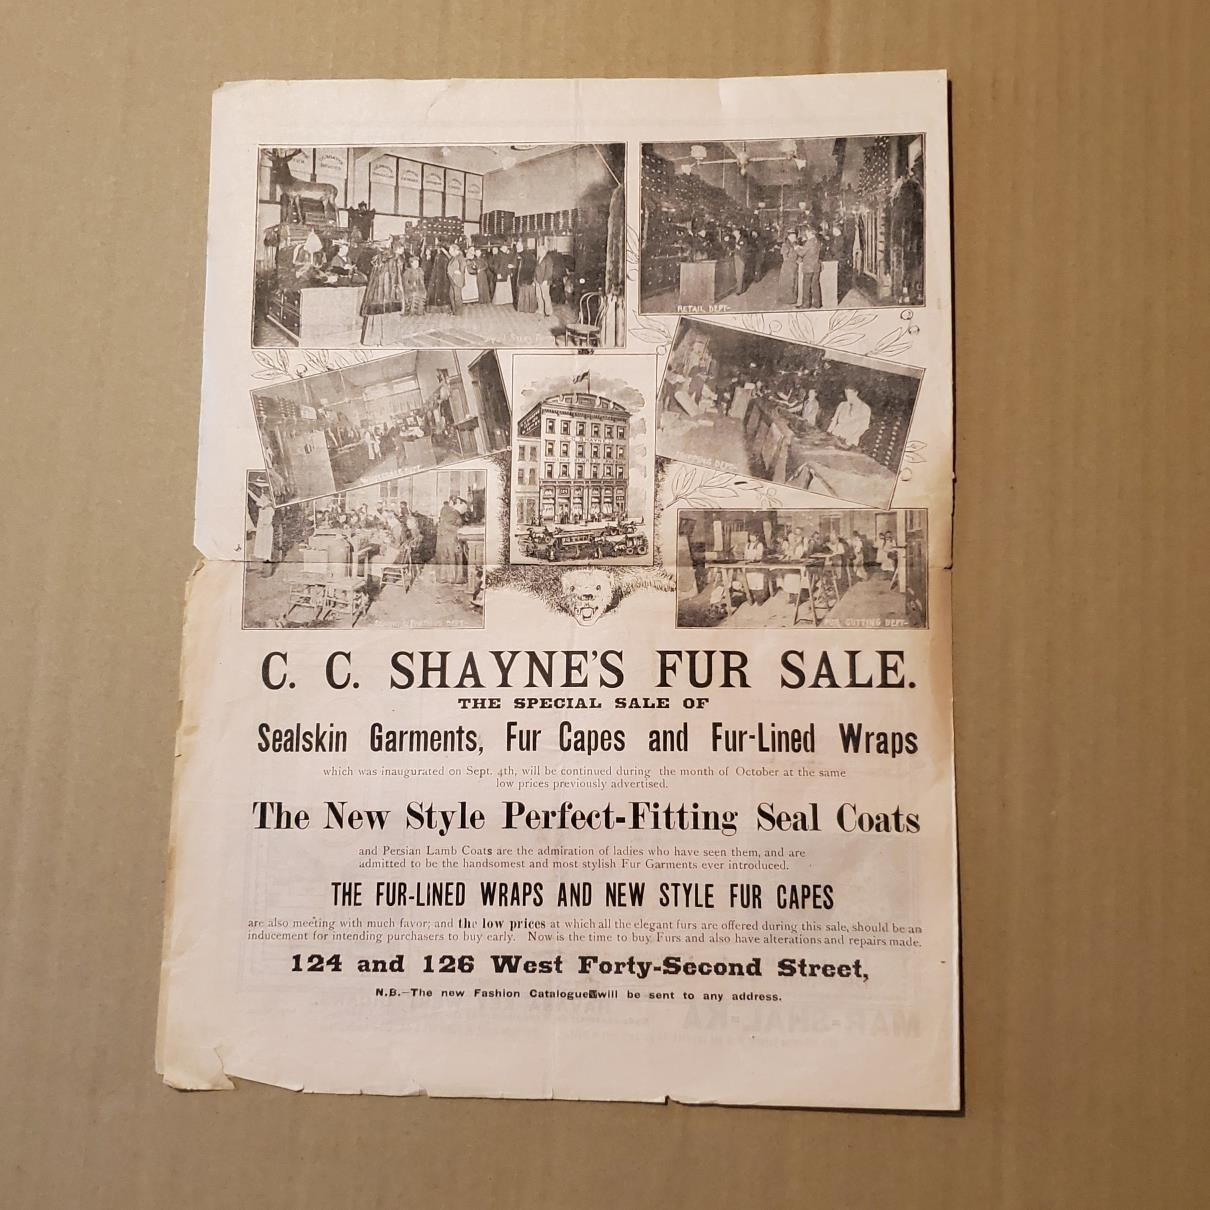 RETAIL DEPT-
C. C. SHAYNE
FUR CUTTING DEPT-
C. C. SHAYNE'S FUR SALE.
THE SPECIAL SALE OF
Sealskin Garments, Fur Capes and Fur-Lined Wraps
which was inaugurated on Sept. 4th, will be continued during the month of October at the same
low prices previously advertised.
The New Style Perfect-Fitting Seal Coats
and Persian Lamb Coats are the admiration of ladies who have seen them, and are
admitted to be the handsomest and most stylish Fur Garments ever introduced.
THE FUR-LINED WRAPS AND NEW STYLE FUR CAPES
are also meeting with much favor; and the low prices at which all the elegant furs are offered during this sale, should be an
inducement for intending purchasers to buy early. Now is the time to buy Furs and also have alterations and repairs made.
124 and 126 West Forty-Second Street,
N.B.—The new Fashion Catalogue will be sent to any address.
MAR-SHAL-KA